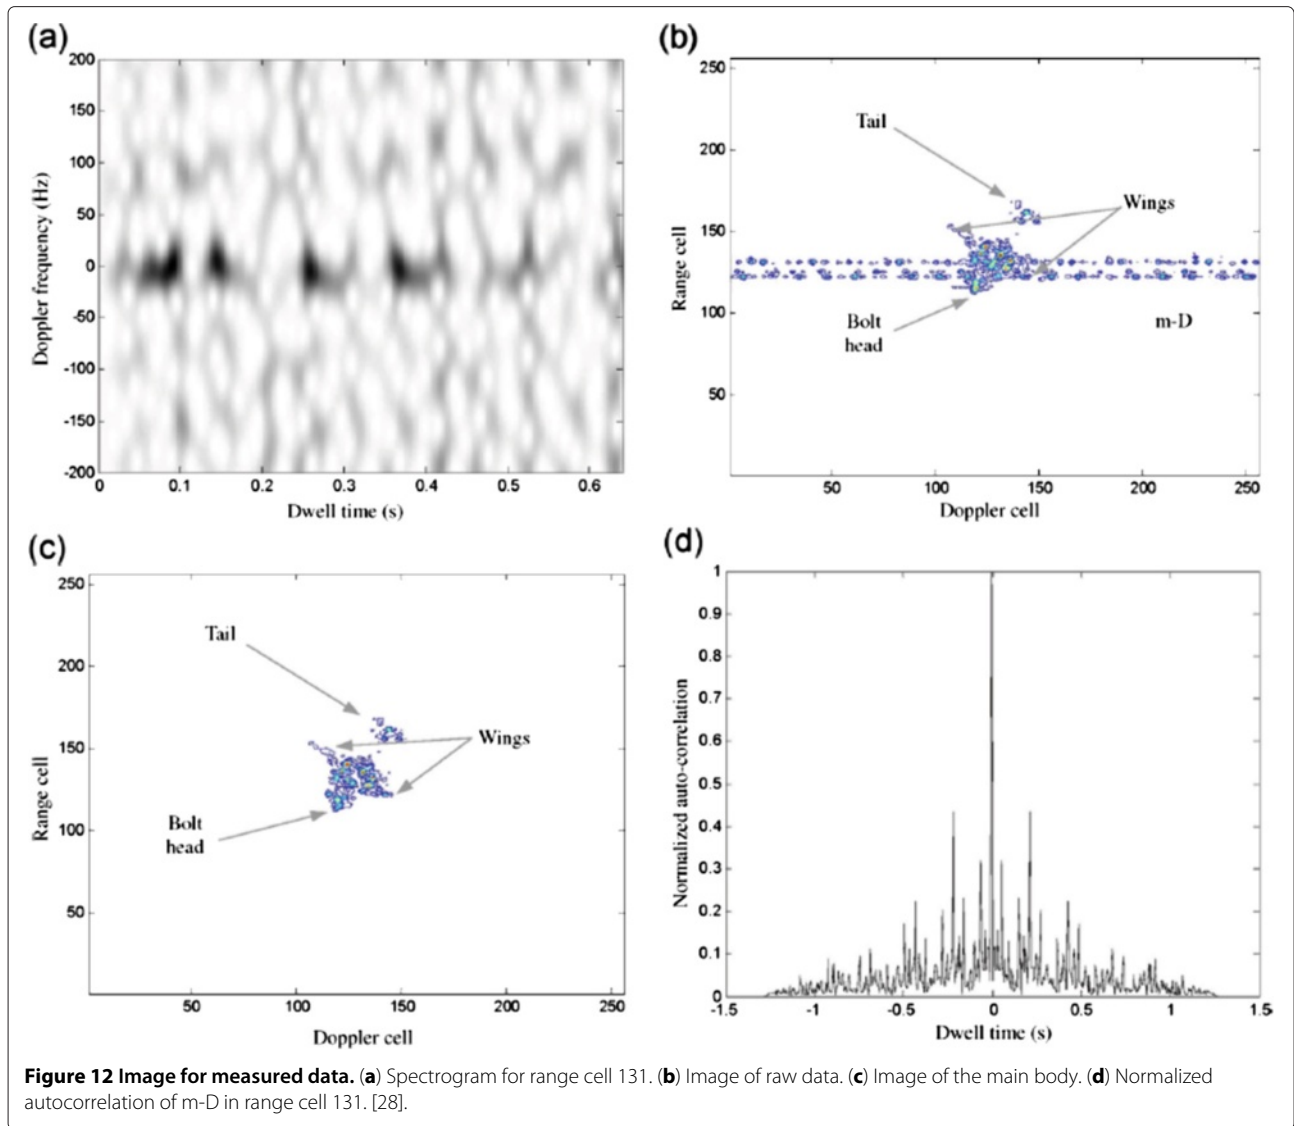 (a)
200
150
100
50
0
-50
-100
-150
-200
Doppler frequency (Hz)
0 0.1 0.2 0.3 0.4 0.5 0.6
Dwell time (s)
(b)
250
200
150
100
50
Range cell
Tail
Wings
Bolt
head
m-D
50 100 150 200 250
Doppler cell
(c)
250
200
150
100
50
Range cell
Tail
Wings
Bolt
head
50 100 150 200 250
Doppler cell
(d)
1
0.9
0.8
0.7
0.6
0.5
0.4
0.3
0.2
0.1
0
Normalized auto-correlation
-1.5 -1 -0.5 0 0.5 1 1.5
Dwell time (s)
Figure 12 Image for measured data. (a) Spectrogram for range cell 131. (b) Image of raw data. (c) Image of the main body. (d) Normalized
autocorrelation of m-D in range cell 131. [28].